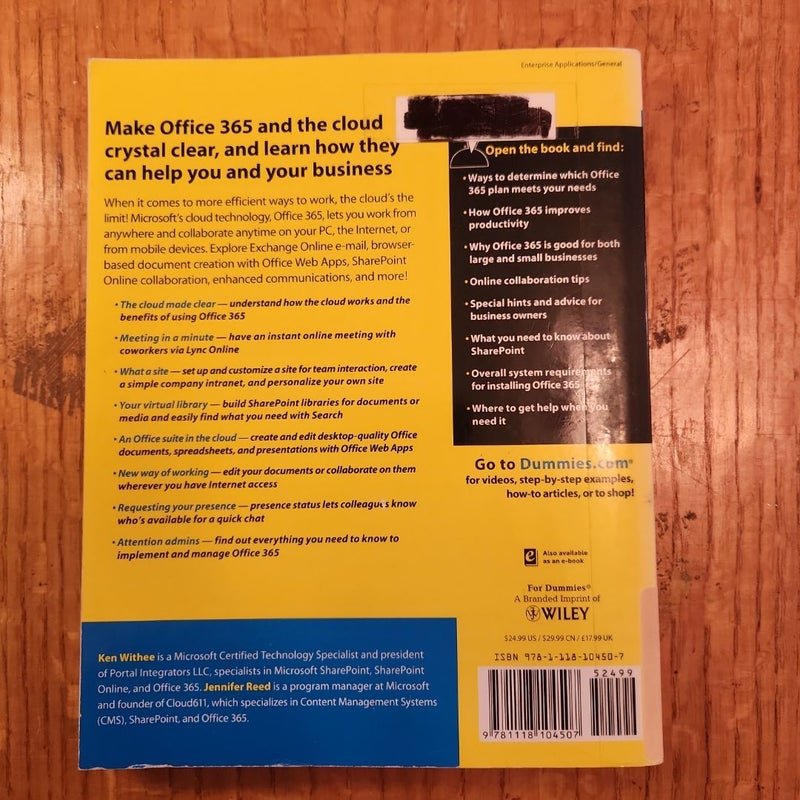 Enterprise Applications/General
Make Office 365 and the cloud
crystal clear, and learn how they
can help you and your business
When it comes to more efficient ways to work, the cloud's the
limit! Microsoft's cloud technology, Office 365, lets you work from
anywhere and collaborate anytime on your PC, the Internet, or
from mobile devices. Explore Exchange Online e-mail, browser-
based document creation with Office Web Apps, SharePoint
Online collaboration, enhanced communications, and more!
• The cloud made clear — understand how the cloud works and the
benefits of using Office 365
• Meeting in a minute — have an instant online meeting with
coworkers via Lync Online
• What a site — set up and customize a site for team interaction, create
a simple company intranet, and personalize your own site
• Your virtual library — build SharePoint libraries for documents or
media and easily find what you need with Search
• An Office suite in the cloud — create and edit desktop-quality Office
documents, spreadsheets, and presentations with Office Web Apps
• New way of working — edit your documents or collaborate on them
wherever you have Internet access
• Requesting your presence — presence status lets colleagues know
who's available for a quick chat
• Attention admins — find out everything you need to know to
implement and manage Office 365
Open the book and find:
• Ways to determine which Office
365 plan meets your needs
• How Office 365 improves
productivity
• Why Office 365 is good for both
large and small businesses
• Online collaboration tips
• Special hints and advice for
business owners
• What you need to know about
SharePoint
• Overall system requirements
for installing Office 365
• Where to get help when you
need it
Go to Dummies.com®
for videos, step-by-step examples,
how-to articles, or to shop!
e Also available
as an e-book
For Dummies®
A Branded Imprint of
WILEY
$24.99 US / $29.99 CN / £17.99 UK
ISBN 978-1-118-10450-7
52499
9 781118 104507
Ken Withee is a Microsoft Certified Technology Specialist and president
of Portal Integrators LLC, specialists in Microsoft SharePoint, SharePoint
Online, and Office 365. Jennifer Reed is a program manager at Microsoft
and founder of Cloud611, which specializes in Content Management Systems
(CMS), SharePoint, and Office 365.